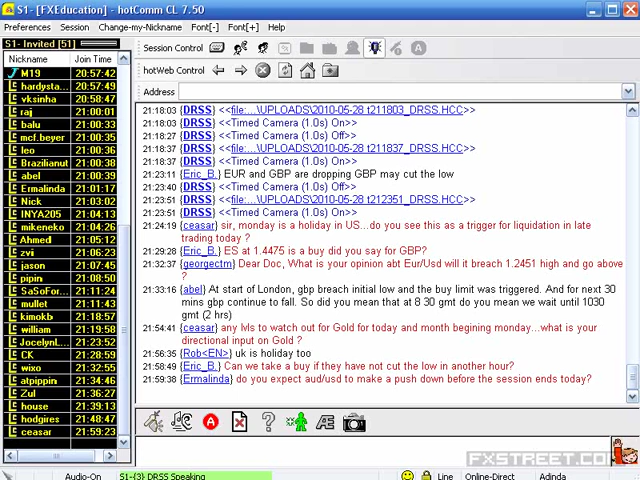 S1- [FXEducation] - hotComm CL 7.50
Preferences Session Change-my-Nickname Font[-] Font[+] Help
S1- Invited [51]
Nickname Join Time
M19 20:57:42
hardysta... 20:57:49
vksinha 20:58:47
raj 21:00:01
balu 21:00:33
mcf.beyer 21:00:35
leo 21:00:36
Brazilianut 21:00:38
abel 21:00:39
Ermalinda 21:01:17
Nick 21:03:02
INYA205 21:04:13
mikeneko 21:04:26
Ahmed 21:05:12
zvi 21:06:23
jason 21:07:45
pipin 21:08:50
SaSoFor... 21:11:24
mullet 21:11:43
kimokb 21:18:57
william 21:19:58
JocelynL... 21:23:54
CK 21:28:59
wixo 21:32:55
atpippin 21:34:46
Zul 21:36:27
house 21:39:13
hodgires 21:48:47
ceasar 21:59:23
Session Control
hotWeb Control
Address
21:18:03 {DRSS} <<file:...\UPLOADS\2010-05-28 t211803_DRSS.HCC>>
21:18:03 {DRSS} <<Timed Camera (1.0s) On>>
21:18:37 {DRSS} <<Timed Camera (1.0s) Off>>
21:18:37 {DRSS} <<file:...\UPLOADS\2010-05-28 t211837_DRSS.HCC>>
21:18:37 {DRSS} <<Timed Camera (1.0s) On>>
21:23:11 {Eric_B.} EUR and GBP are dropping GBP may cut the low
21:23:40 {DRSS} <<Timed Camera (1.0s) Off>>
21:23:51 {DRSS} <<file:...\UPLOADS\2010-05-28 t212351_DRSS.HCC>>
21:23:51 {DRSS} <<Timed Camera (1.0s) On>>
21:24:19 {ceasar} sir, monday is a holiday in US...do you see this as a trigger for liquidation in late
trading today ?
21:29:28 {Eric_B.} ES at 1.4475 is a buy did you say for GBP?
21:32:37 {georgectm} Dear Doc, What is your opinion abt Eur/Usd will it breach 1.2451 high and go above
?
21:33:16 {abel} At start of London, gbp breach initial low and the buy limit was triggered. And for next 30
mins gbp continue to fall. So did you mean that at 8 30 gmt do you mean we wait until 1030
gmt (2 hrs)
21:54:41 {ceasar} any lvls to watch out for Gold for today and month begining monday...what is your
directional input on Gold ?
21:56:35 {Rob<EN>} uk is holiday too
21:58:49 {Eric_B.} Can we take a buy if they have not cut the low in another hour?
21:59:38 {Ermalinda} do you expect aud/usd to make a push down before the session ends today?
FXSTREET.CO
Audio-On S1-{3} DRSS Speaking Line Online-Direct Adinda